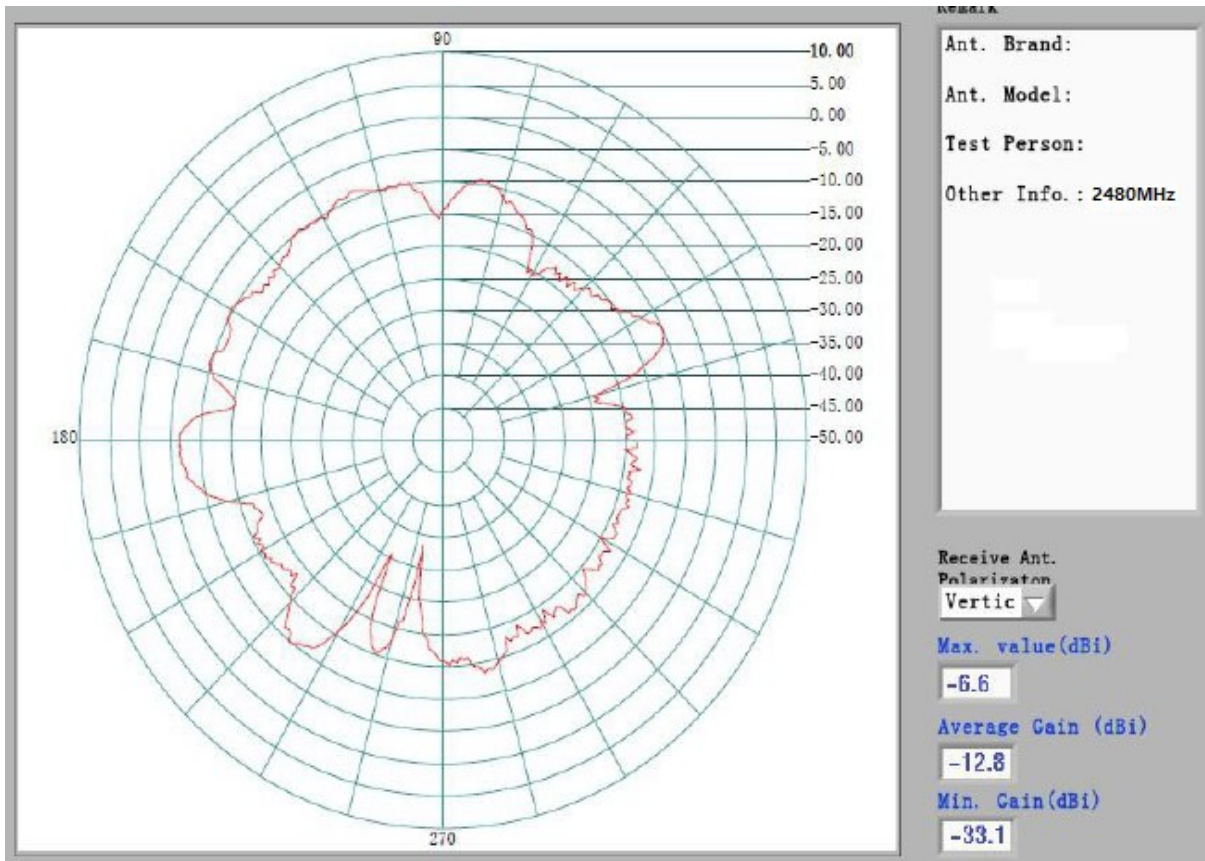 Remark
90
10.00
5.00
0.00
-5.00
-10.00
-15.00
-20.00
-25.00
-30.00
-35.00
-40.00
-45.00
-50.00
180
270
Ant. Brand:
Ant. Model:
Test Person:
Other Info.: 2480MHz
Receive Ant.
Polarizaton
Vertic
Max. value(dBi)
-6.6
Average Gain (dBi)
-12.8
Min. Gain(dBi)
-33.1